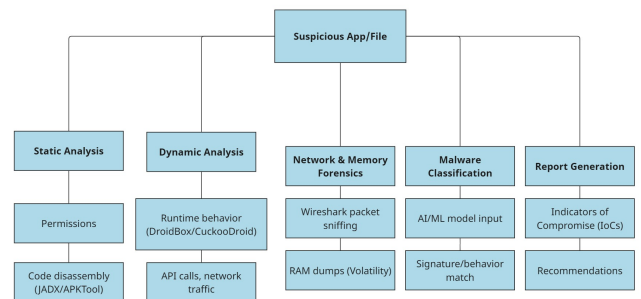 Suspicious App/File
Static Analysis
Dynamic Analysis
Network & Memory
Forensics
Malware
Classification
Report Generation
Permissions
Runtime behavior
(DroidBox/CuckooDroid)
Wireshark packet
sniffing
AI/ML model input
Indicators of
Compromise (IoCs)
Code disassembly
(JADX/APKTool)
API calls, network
traffic
RAM dumps (Volatility)
Signature/behavior
match
Recommendations